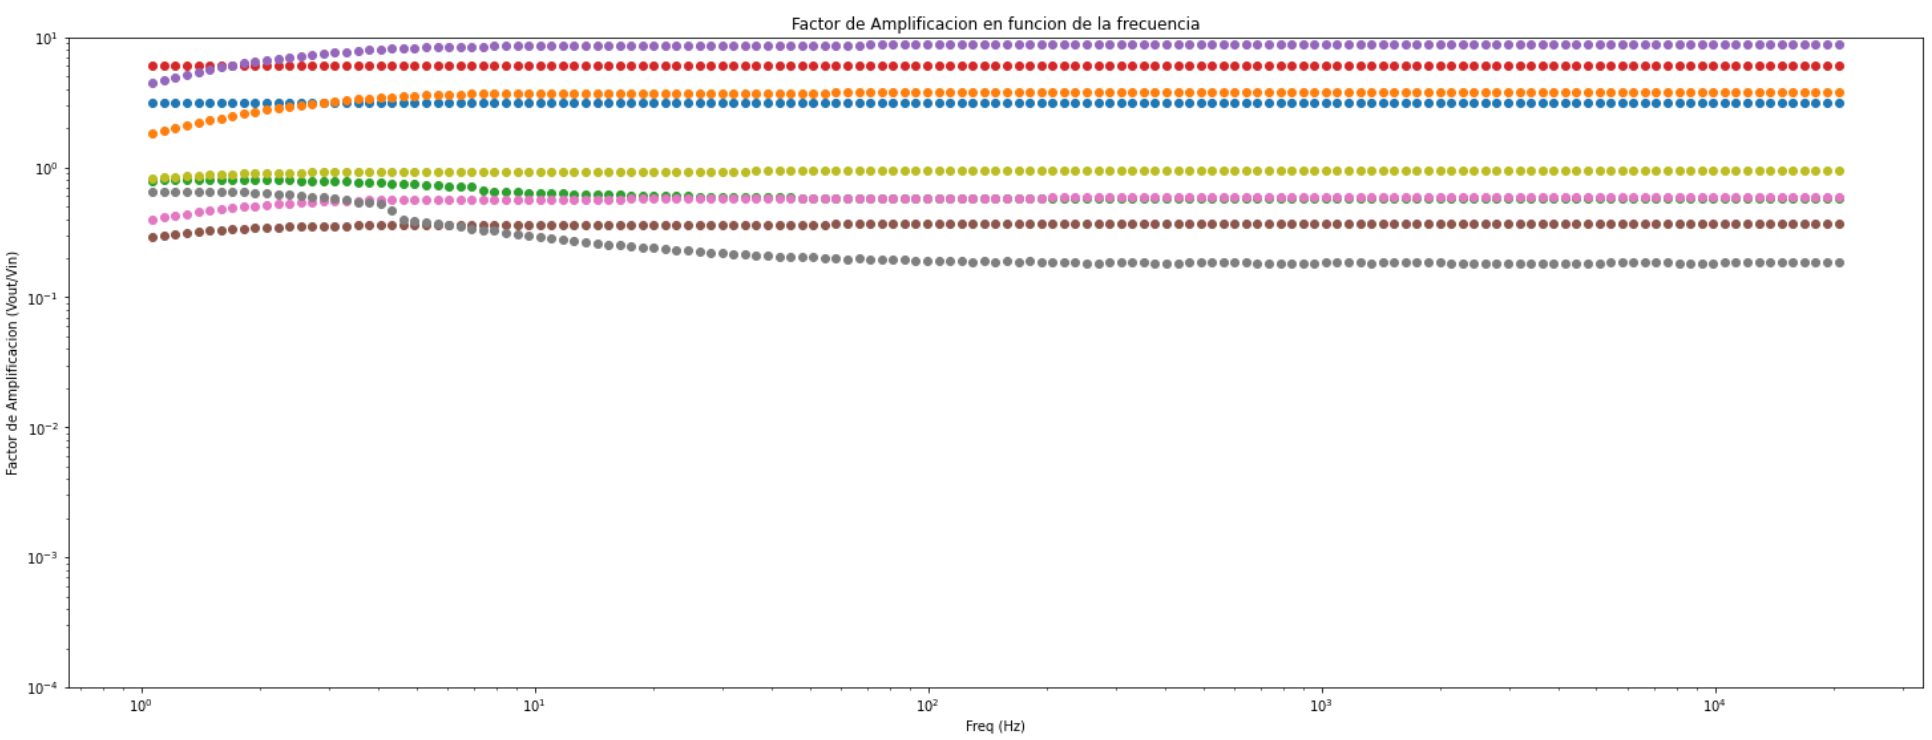 Factor de Amplificacion en funcion de la frecuencia
Factor de Amplificacion (Vout/Vin)
10¹
10⁰
10⁻¹
10⁻²
10⁻³
10⁻⁴
10⁰ 10¹ 10² 10³ 10⁴
Freq (Hz)